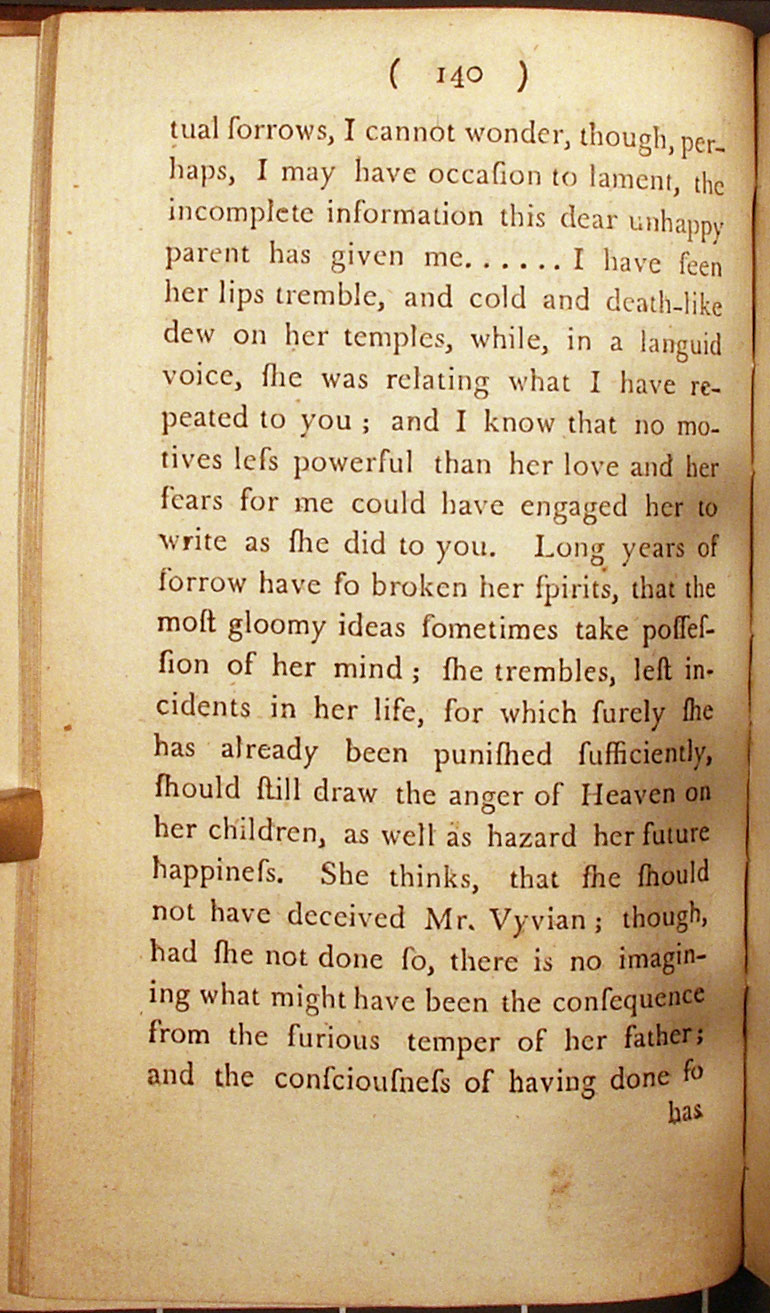 ( 140 )
tual ſorrows, I cannot wonder, though, per-
haps, I may have occaſion to lament, the
incomplete information this dear unhappy
parent has given me. . . . . . I have ſeen
her lips tremble, and cold and death-like
dew on her temples, while, in a languid
voice, ſhe was relating what I have re-
peated to you ; and I know that no mo-
tives leſs powerful than her love and her
fears for me could have engaged her to
write as ſhe did to you. Long years of
ſorrow have ſo broken her ſpirits, that the
moſt gloomy ideas ſometimes take poſſeſ-
ſion of her mind ; ſhe trembles, leſt in-
cidents in her life, for which ſurely ſhe
has already been puniſhed ſufficiently,
ſhould ſtill draw the anger of Heaven on
her children, as well as hazard her future
happineſs. She thinks, that ſhe ſhould
not have deceived Mr. Vyvian ; though,
had ſhe not done ſo, there is no imagin-
ing what might have been the conſequence
from the furious temper of her father;
and the conſciouſneſs of having done ſo
has